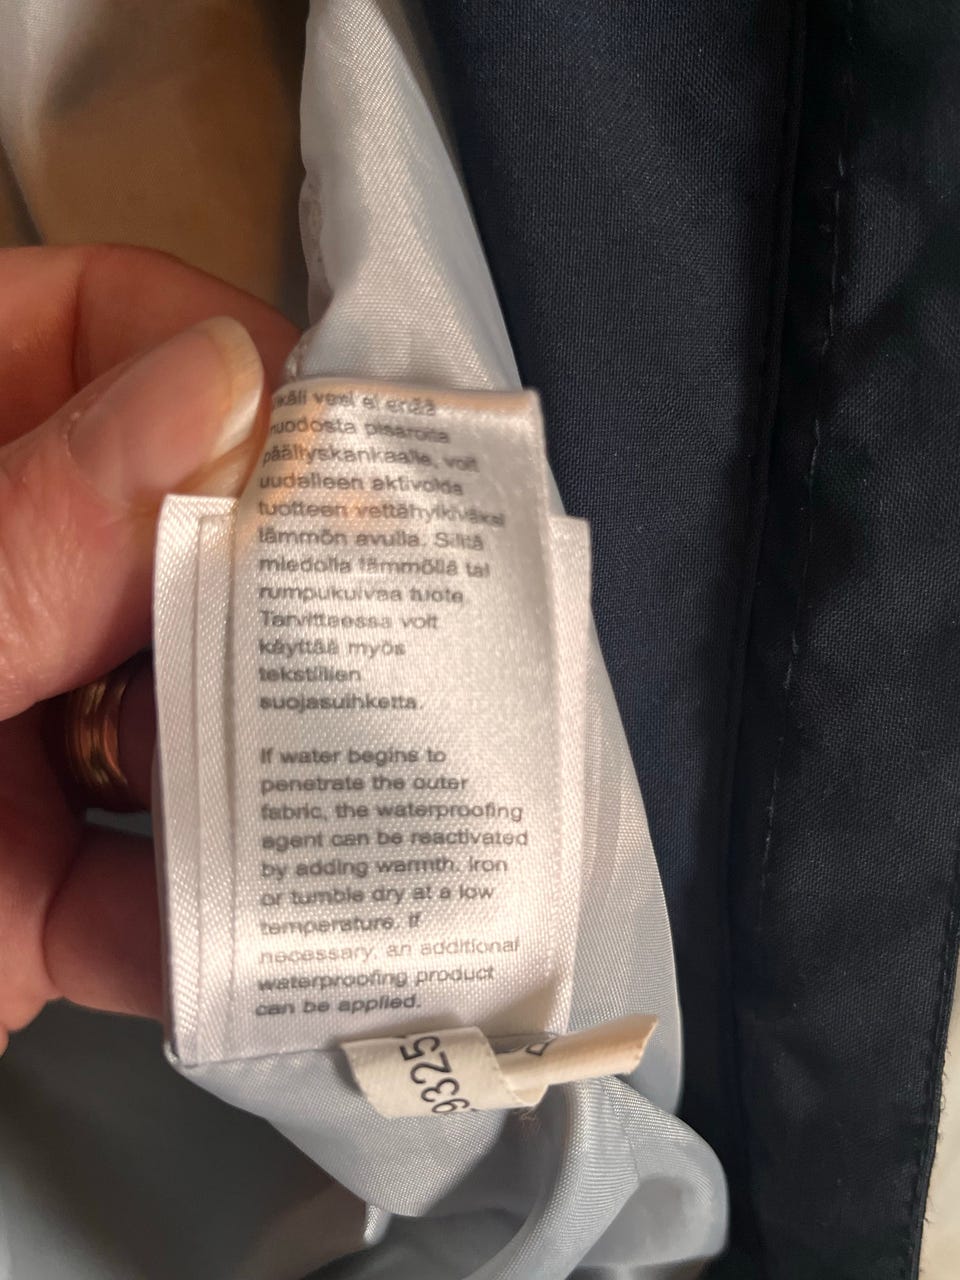 vesi ei enää
muodosta pisaroita
päällyskankaalle, voit
uudelleen aktivoida
tuotteen vettähylkiväksi
lämmön avulla. Silitä
miedolla lämmöllä tai
rumpukuivaa tuote.
Tarvittaessa voit
käyttää myös
tekstiilien
suojasuihketta.
If water begins to
penetrate the outer
fabric, the waterproofing
agent can be reactivated
by adding warmth. Iron
or tumble dry at a low
temperature. If
necessary, an additional
waterproofing product
can be applied.
9325